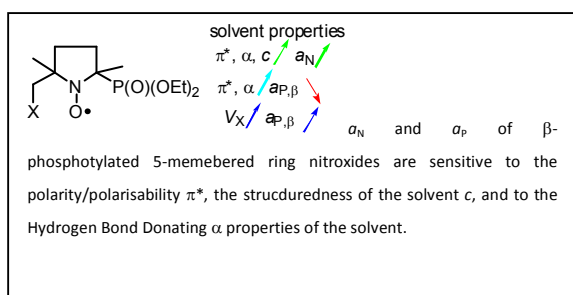 solvent properties
π*, α, c a_N
π*, α a_P,β
V_X a_P,β
N P(O)(OEt)₂
O•
X
a_N and a_P of β-
phosphotylated 5-memebered ring nitroxides are sensitive to the
polarity/polarisability π*, the strucduredness of the solvent c, and to the
Hydrogen Bond Donating α properties of the solvent.